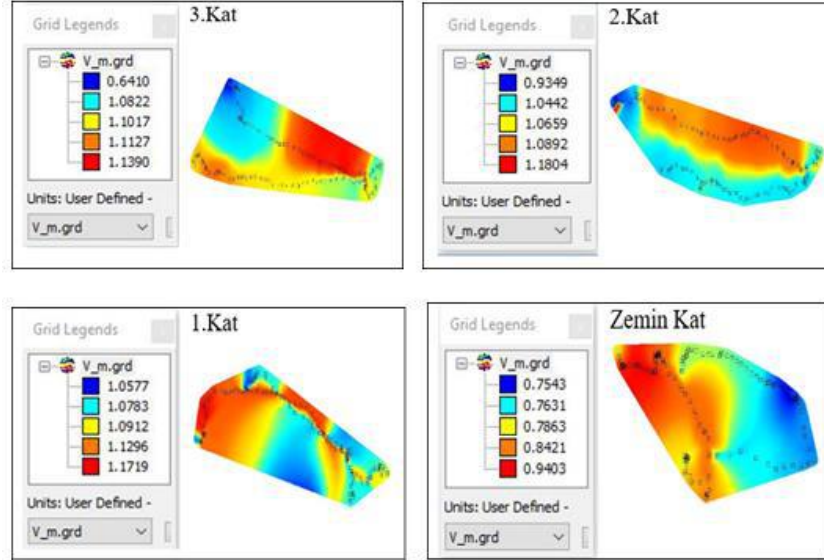 3.Kat
Grid Legends
V_m.grd
0.6410
1.0822
1.1017
1.1127
1.1390
Units: User Defined -
V_m.grd
2.Kat
Grid Legends
V_m.grd
0.9349
1.0442
1.0659
1.0892
1.1804
Units: User Defined -
V_m.grd
1.Kat
Grid Legends
V_m.grd
1.0577
1.0783
1.0912
1.1296
1.1719
Units: User Defined -
V_m.grd
Zemin Kat
Grid Legends
V_m.grd
0.7543
0.7631
0.7863
0.8421
0.9403
Units: User Defined -
V_m.grd